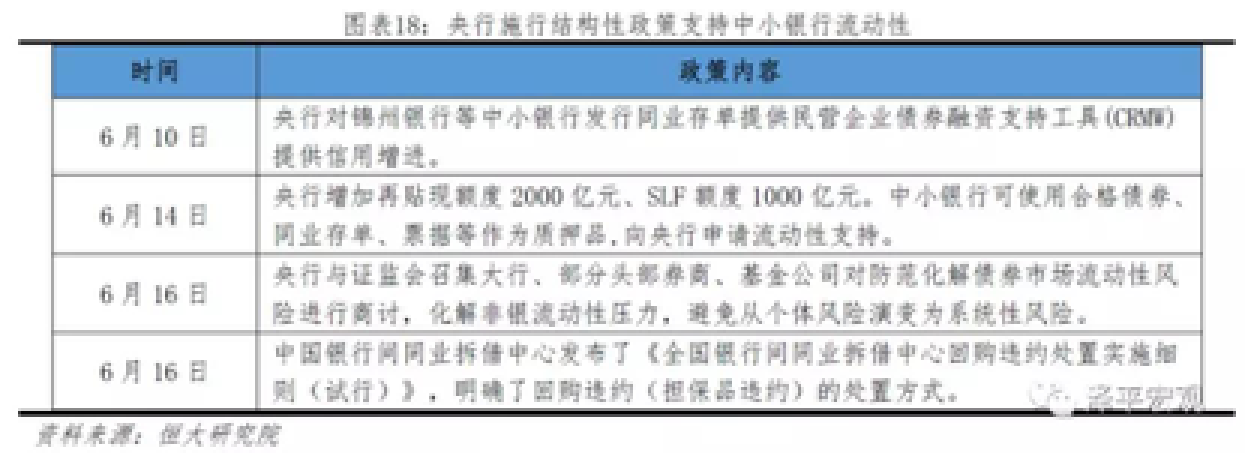 图表18：央行施行结构性政策支持中小银行流动性
时间 政策内容
6月10日 央行对锦州银行等中小银行发行同业存单提供民营企业债券融资支持工具(CRMW)
提供信用增进。
6月14日 央行增加再贴现额度2000亿元、SLF额度1000亿元。中小银行可使用合格债券、
同业存单、票据等作为质押品,向央行申请流动性支持。
6月16日 央行与证监会召集大行、部分头部券商、基金公司对防范化解债券市场流动性风
险进行商讨，化解非银流动性压力，避免从个体风险演变为系统性风险。
6月16日 中国银行间同业拆借中心发布了《全国银行间同业拆借中心回购违约处置实施细
则（试行）》，明确了回购违约（担保品违约）的处置方式。
泽平宏观
资料来源：恒大研究院